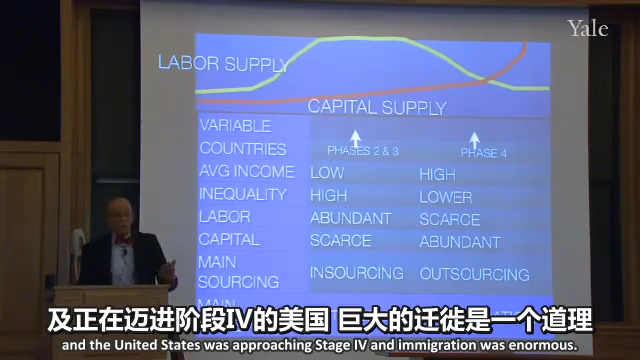 Yale
LABOR SUPPLY
CAPITAL SUPPLY
VARIABLE
COUNTRIES PHASES 2 & 3 PHASE 4
AVG INCOME LOW HIGH
INEQUALITY HIGH LOWER
LABOR ABUNDANT SCARCE
CAPITAL SCARCE ABUNDANT
MAIN
SOURCING INSOURCING OUTSOURCING
MAIN
及正在迈进阶段IV的美国 巨大的迁徙是一个道理
and the United States was approaching Stage IV and immigration was enormous.